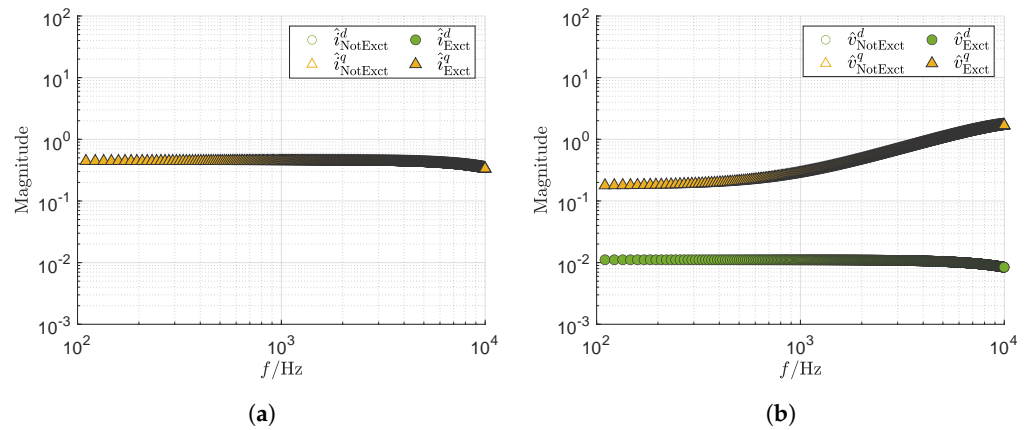 10^2
10^1
10^0
10^-1
10^-2
10^-3
Magnitude
î^d_NotExct î^d_Exct
î^q_NotExct î^q_Exct
10^2 10^3 10^4
f/Hz
(a)
10^2
10^1
10^0
10^-1
10^-2
10^-3
Magnitude
v̂^d_NotExct v̂^d_Exct
v̂^q_NotExct v̂^q_Exct
10^2 10^3 10^4
f/Hz
(b)